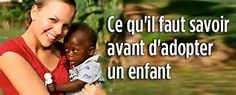 Ce qu'il faut savoir
avant d'adopter
un enfant